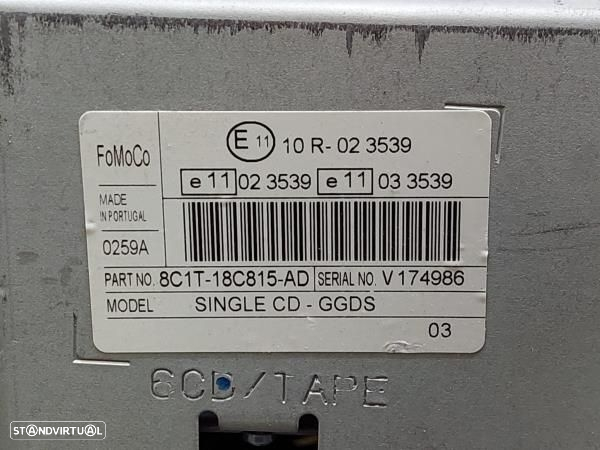 FoMoCo
E 11 10 R- 02 3539
e 11 02 3539 e 11 03 3539
MADE
IN PORTUGAL
0259A
PART NO. 8C1T-18C815-AD SERIAL NO. V 174986
MODEL SINGLE CD - GGDS
03
6CD/TAPE
STANDVIRTUAL